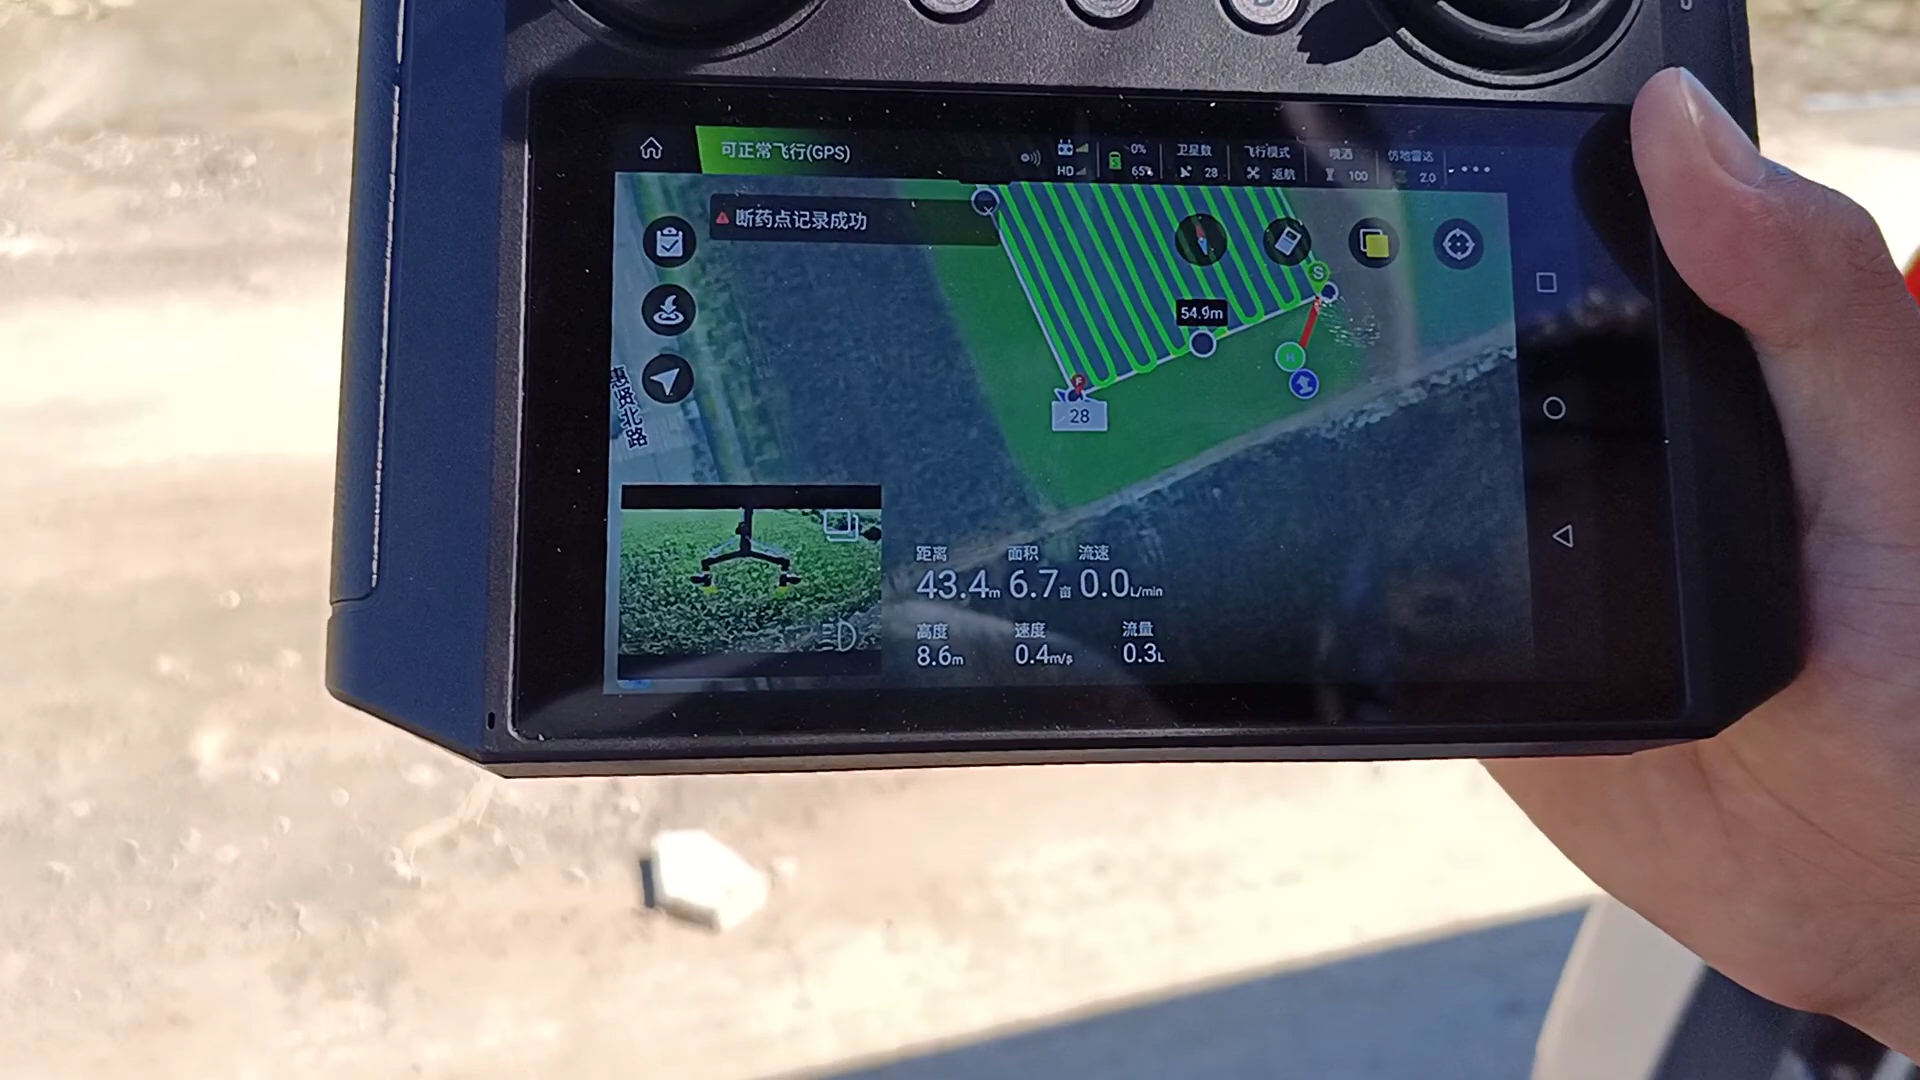 可正常飞行(GPS)
HD
0%
65%
卫星数
28
飞行模式
返航
喷洒
100
仿地雷达
2.0
断药点记录成功
S
54.9m
H
28
惠贤北路
距离
43.4m
面积
6.7亩
流速
0.0L/min
高度
8.6m
速度
0.4m/s
流量
0.3L